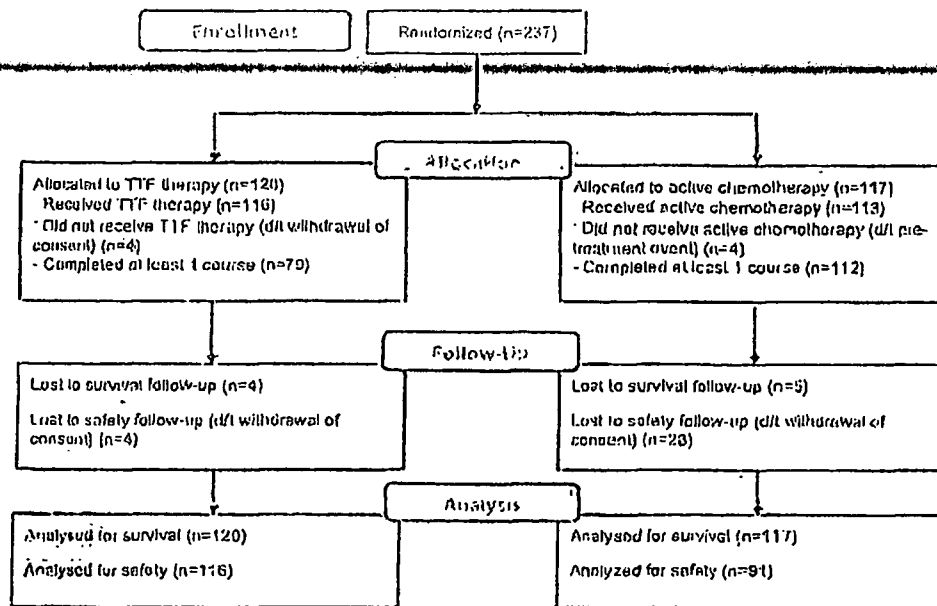 Enrollment
Randomized (n=237)
Allocation
Allocated to TTF therapy (n=120)
Received TTF therapy (n=116)
- Did not receive TTF therapy (d/t withdrawal of
consent) (n=4)
- Completed at least 1 course (n=79)
Allocated to active chemotherapy (n=117)
Received active chemotherapy (n=113)
- Did not receive active chemotherapy (d/t pre-
treatment event) (n=4)
- Completed at least 1 course (n=112)
Follow-Up
Lost to survival follow-up (n=4)
Lost to safety follow-up (d/t withdrawal of
consent) (n=4)
Lost to survival follow-up (n=5)
Lost to safety follow-up (d/t withdrawal of
consent) (n=23)
Analysis
Analysed for survival (n=120)
Analysed for safety (n=116)
Analysed for survival (n=117)
Analyzed for safety (n=91)